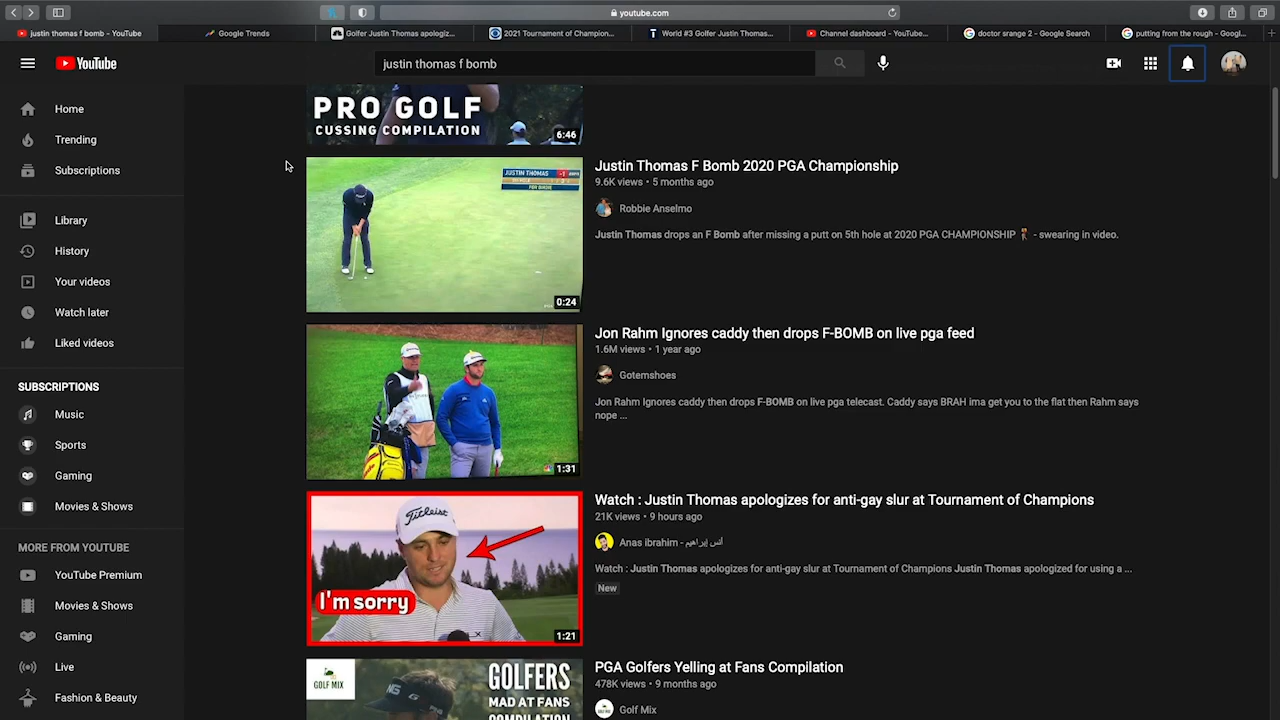 youtube.com
justin thomas f bomb - YouTube
Google Trends
Golfer Justin Thomas apologiz...
2021 Tournament of Champion...
World #3 Golfer Justin Thomas...
Channel dashboard - YouTube...
doctor srange 2 - Google Search
putting from the rough - Googl...
YouTube
justin thomas f bomb
Home
Trending
Subscriptions
Library
History
Your videos
Watch later
Liked videos
SUBSCRIPTIONS
Music
Sports
Gaming
Movies & Shows
MORE FROM YOUTUBE
YouTube Premium
Movies & Shows
Gaming
Live
Fashion & Beauty
PRO GOLF
CUSSING COMPILATION
6:46
JUSTIN THOMAS -1
FOR BIRDIE
0:24
Justin Thomas F Bomb 2020 PGA Championship
9.6K views • 5 months ago
Robbie Anselmo
Justin Thomas drops an F Bomb after missing a putt on 5th hole at 2020 PGA CHAMPIONSHIP 🏌 - swearing in video.
1:31
Jon Rahm Ignores caddy then drops F-BOMB on live pga feed
1.6M views • 1 year ago
Gotemshoes
Jon Rahm Ignores caddy then drops F-BOMB on live pga telecast. Caddy says BRAH ima get you to the flat then Rahm says
nope ...
Titleist
I'm sorry
1:21
Watch : Justin Thomas apologizes for anti-gay slur at Tournament of Champions
21K views • 9 hours ago
Anas ibrahim - أنس إبراهيم
Watch : Justin Thomas apologizes for anti-gay slur at Tournament of Champions Justin Thomas apologized for using a ...
New
GOLF MIX
GOLFERS
MAD AT FANS
COMPILATION
PGA Golfers Yelling at Fans Compilation
478K views • 9 months ago
Golf Mix